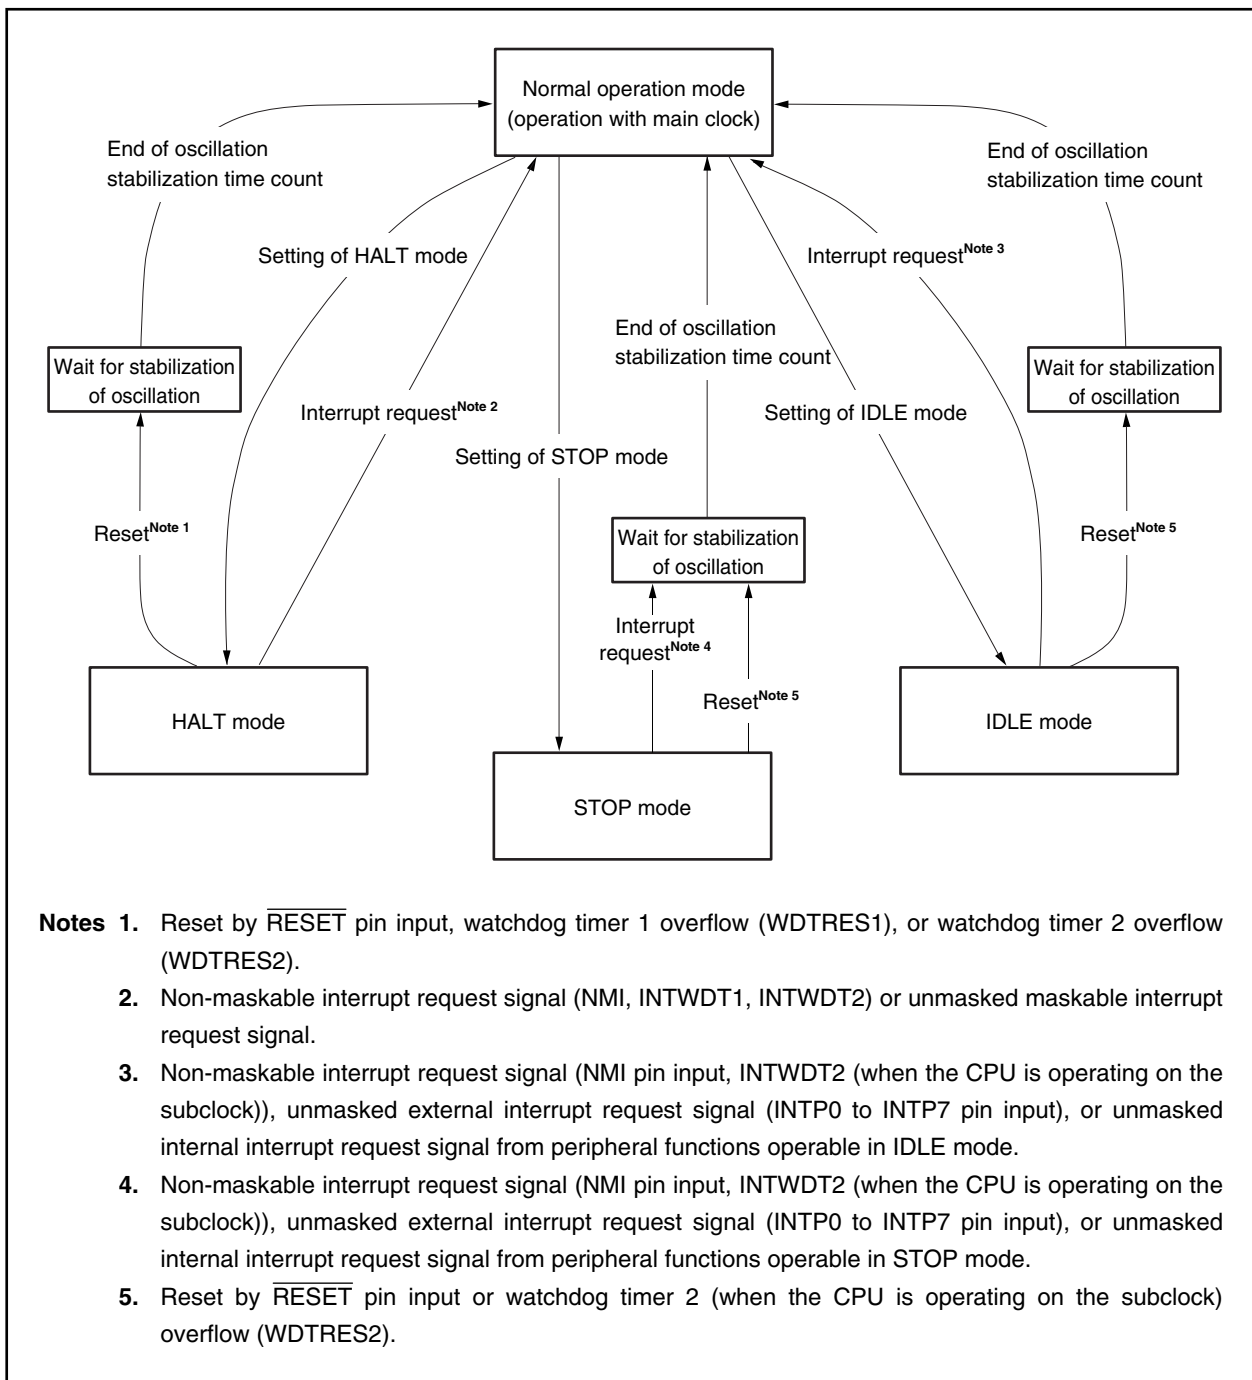 Normal operation mode
(operation with main clock)
End of oscillation
stabilization time count
End of oscillation
stabilization time count
Setting of HALT mode
Interrupt requestNote 3
End of oscillation
stabilization time count
Wait for stabilization
of oscillation
Wait for stabilization
of oscillation
Interrupt requestNote 2
Setting of IDLE mode
Setting of STOP mode
ResetNote 1
Wait for stabilization
of oscillation
ResetNote 5
Interrupt
requestNote 4
ResetNote 5
HALT mode
IDLE mode
STOP mode
Notes 1. Reset by RESET pin input, watchdog timer 1 overflow (WDTRES1), or watchdog timer 2 overflow
(WDTRES2).
2. Non-maskable interrupt request signal (NMI, INTWDT1, INTWDT2) or unmasked maskable interrupt
request signal.
3. Non-maskable interrupt request signal (NMI pin input, INTWDT2 (when the CPU is operating on the
subclock)), unmasked external interrupt request signal (INTP0 to INTP7 pin input), or unmasked
internal interrupt request signal from peripheral functions operable in IDLE mode.
4. Non-maskable interrupt request signal (NMI pin input, INTWDT2 (when the CPU is operating on the
subclock)), unmasked external interrupt request signal (INTP0 to INTP7 pin input), or unmasked
internal interrupt request signal from peripheral functions operable in STOP mode.
5. Reset by RESET pin input or watchdog timer 2 (when the CPU is operating on the subclock)
overflow (WDTRES2).